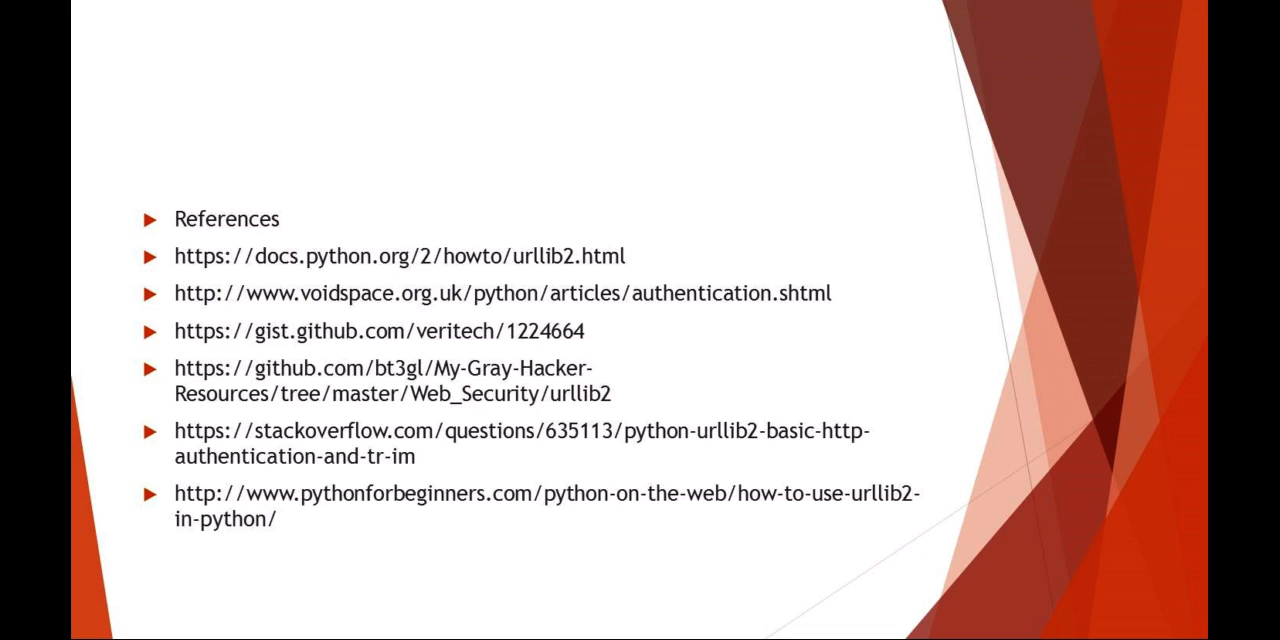 References
https://docs.python.org/2/howto/urllib2.html
http://www.voidspace.org.uk/python/articles/authentication.shtml
https://gist.github.com/veritech/1224664
https://github.com/bt3gl/My-Gray-Hacker-
Resources/tree/master/Web_Security/urllib2
https://stackoverflow.com/questions/635113/python-urllib2-basic-http-
authentication-and-tr-im
http://www.pythonforbeginners.com/python-on-the-web/how-to-use-urllib2-
in-python/